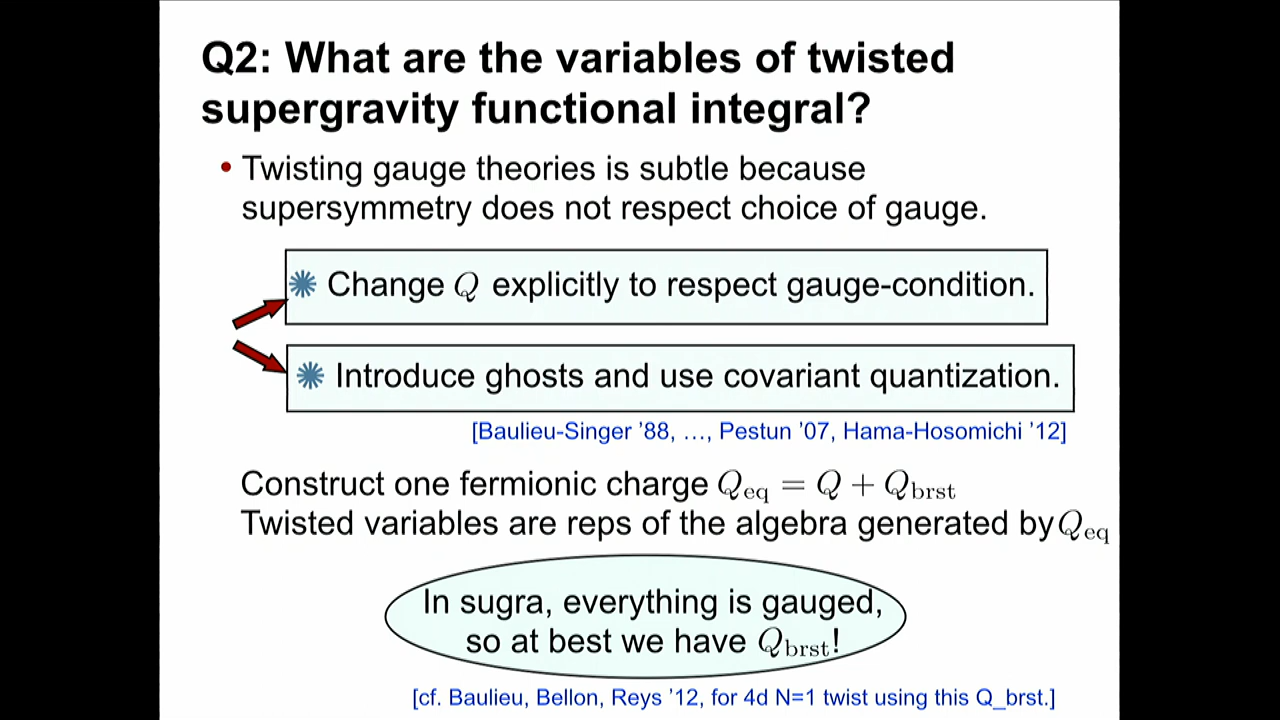 Q2: What are the variables of twisted
supergravity functional integral?
• Twisting gauge theories is subtle because
supersymmetry does not respect choice of gauge.
Change Q explicitly to respect gauge-condition.
Introduce ghosts and use covariant quantization.
[Baulieu-Singer ’88, …, Pestun ’07, Hama-Hosomichi ’12]
Construct one fermionic charge Q_eq = Q + Q_brst
Twisted variables are reps of the algebra generated by Q_eq
In sugra, everything is gauged,
so at best we have Q_brst!
[cf. Baulieu, Bellon, Reys ’12, for 4d N=1 twist using this Q_brst.]